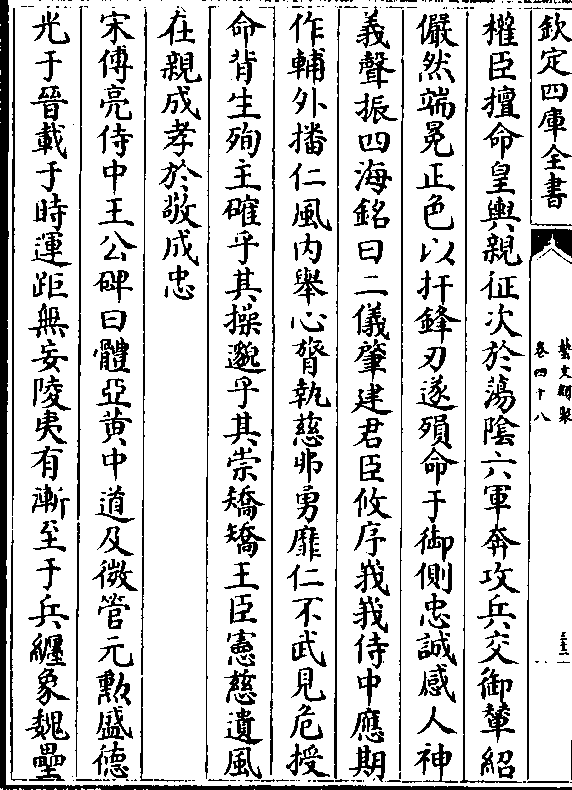 欽定四庫全書
藝文類聚
卷四十八
三十二
權臣擅命皇輿親征次於蕩陰六軍奔攻兵交御輦紹
儼然端冕正色以扞鋒刃遂殞命于御側忠誠感人神
義聲振四海銘曰二儀肇建君臣攸序我我侍中應期
作輔外播仁風内舉心膂執慈弗勇靡仁不武見危授
命背生殉主確乎其操邈乎其崇矯矯王臣憲慈遺風
在親成孝於敬成忠
宋傅亮侍中王公碑曰體亞黄中道及微管元勲盛德
光于晉載于時運距無妄陵夷有漸至于兵纒象魏壘